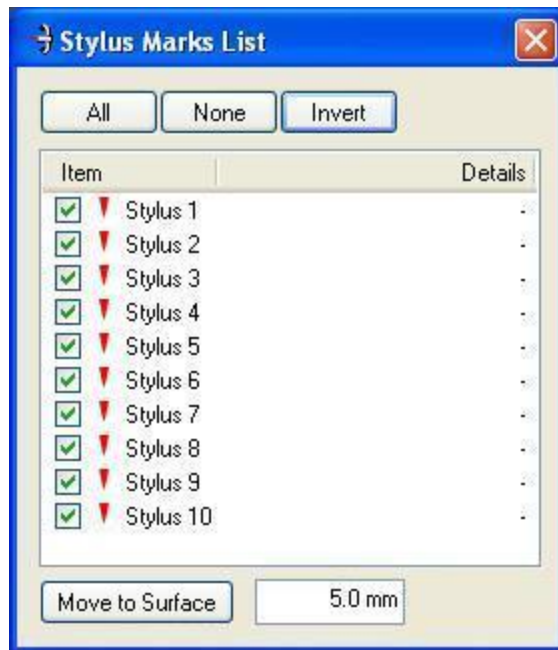 Stylus Marks List
All None Invert
Item Details
Stylus 1 -
Stylus 2 -
Stylus 3 -
Stylus 4 -
Stylus 5 -
Stylus 6 -
Stylus 7 -
Stylus 8 -
Stylus 9 -
Stylus 10 -
Move to Surface 5.0 mm